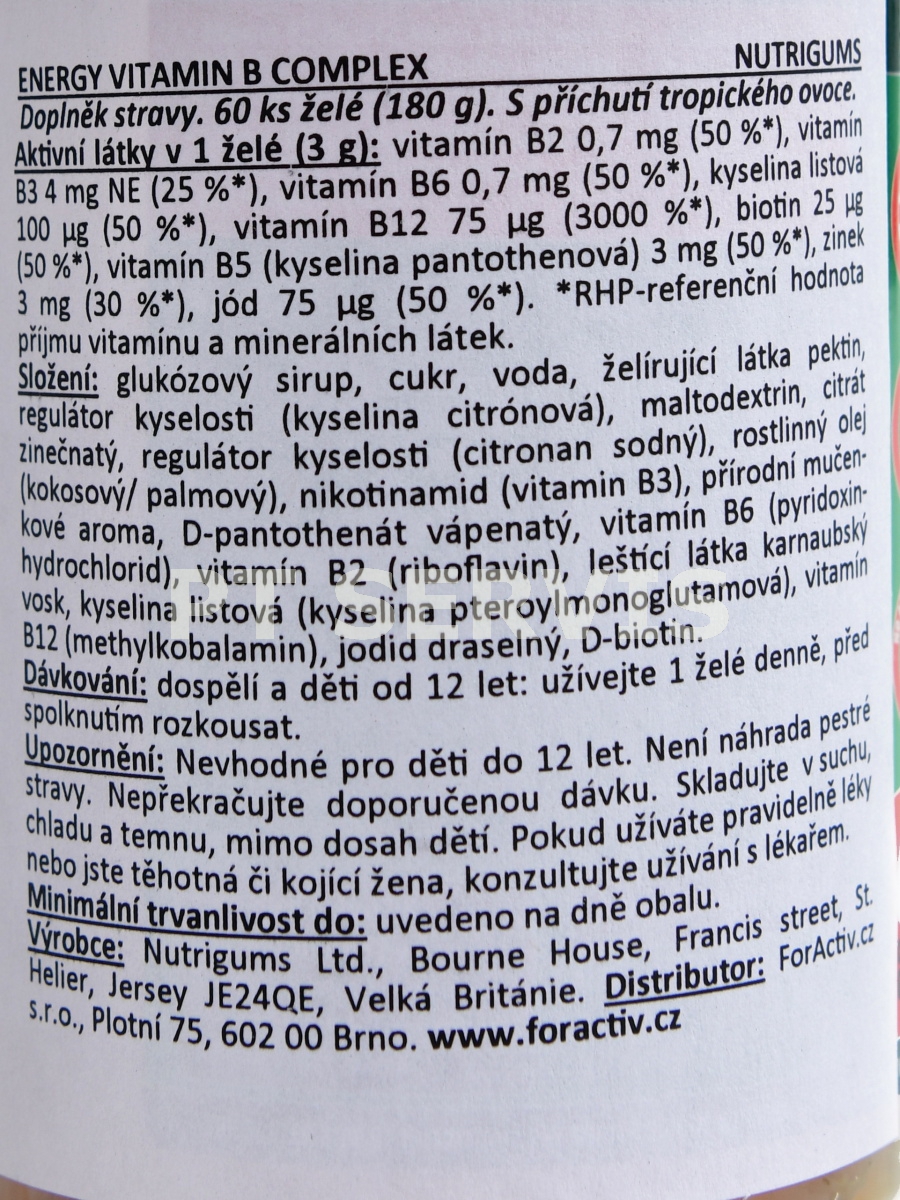 ENERGY VITAMIN B COMPLEX NUTRIGUMS
Doplněk stravy. 60 ks želé (180 g). S příchutí tropického ovoce.
Aktivní látky v 1 želé (3 g): vitamín B2 0,7 mg (50 %*), vitamín
B3 4 mg NE (25 %*), vitamín B6 0,7 mg (50 %*), kyselina listová
100 µg (50 %*), vitamín B12 75 µg (3000 %*), biotin 25 µg
(50 %*), vitamín B5 (kyselina pantothenová) 3 mg (50 %*), zinek
3 mg (30 %*), jód 75 µg (50 %*). *RHP-referenční hodnota
příjmu vitamínu a minerálních látek.
Složení: glukózový sirup, cukr, voda, želírující látka pektin,
regulátor kyselosti (kyselina citrónová), maltodextrin, citrát
zinečnatý, regulátor kyselosti (citronan sodný), rostlinný olej
(kokosový/ palmový), nikotinamid (vitamin B3), přírodní mučen-
kové aroma, D-pantothenát vápenatý, vitamín B6 (pyridoxin-
hydrochlorid), vitamín B2 (riboflavin), leštící látka karnaubský
vosk, kyselina listová (kyselina pteroylmonoglutamová), vitamín
B12 (methylkobalamin), jodid draselný, D-biotin.
PT SERVIS
Dávkování: dospělí a děti od 12 let: užívejte 1 želé denně, před
spolknutím rozkousat.
Upozornění: Nevhodné pro děti do 12 let. Není náhrada pestré
stravy. Nepřekračujte doporučenou dávku. Skladujte v suchu,
chladu a temnu, mimo dosah dětí. Pokud užíváte pravidelně léky
nebo jste těhotná či kojící žena, konzultujte užívání s lékařem.
Minimální trvanlivost do: uvedeno na dně obalu.
Výrobce: Nutrigums Ltd., Bourne House, Francis street, St.
Helier, Jersey JE24QE, Velká Británie. Distributor: ForActiv.cz
s.r.o., Plotní 75, 602 00 Brno. www.foractiv.cz